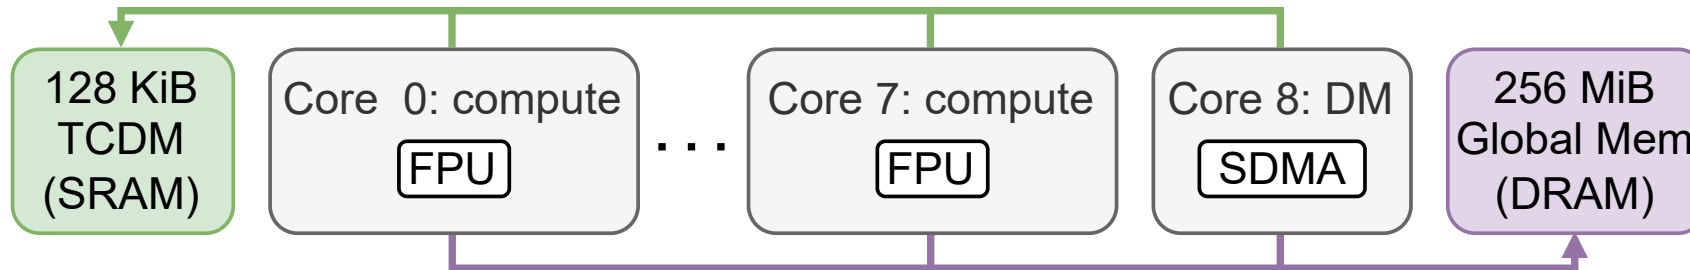 128 KiB
TCDM
(SRAM)
Core 0: compute
FPU
. . .
Core 7: compute
FPU
Core 8: DM
SDMA
256 MiB
Global Mem
(DRAM)